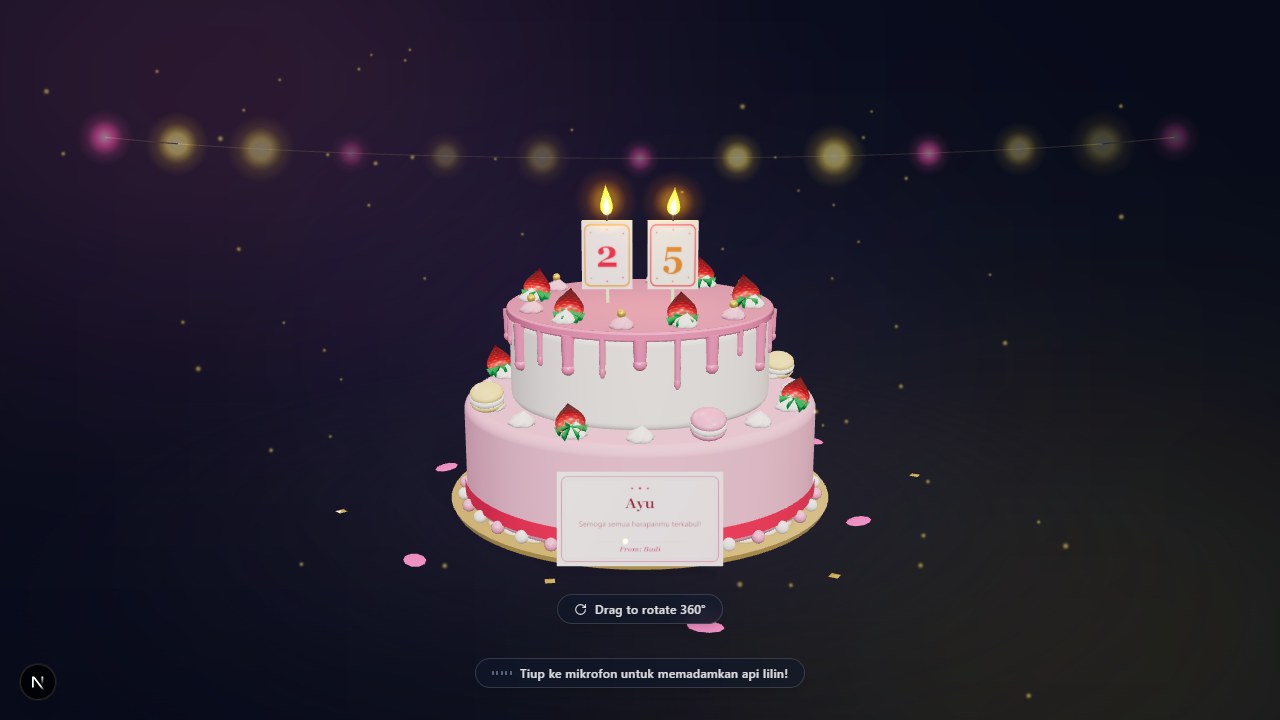 2 5
Ayu
Semoga semua harapanmu terkabul!
From: Budi
Drag to rotate 360°
Tiup ke mikrofon untuk memadamkan api lilin!
N